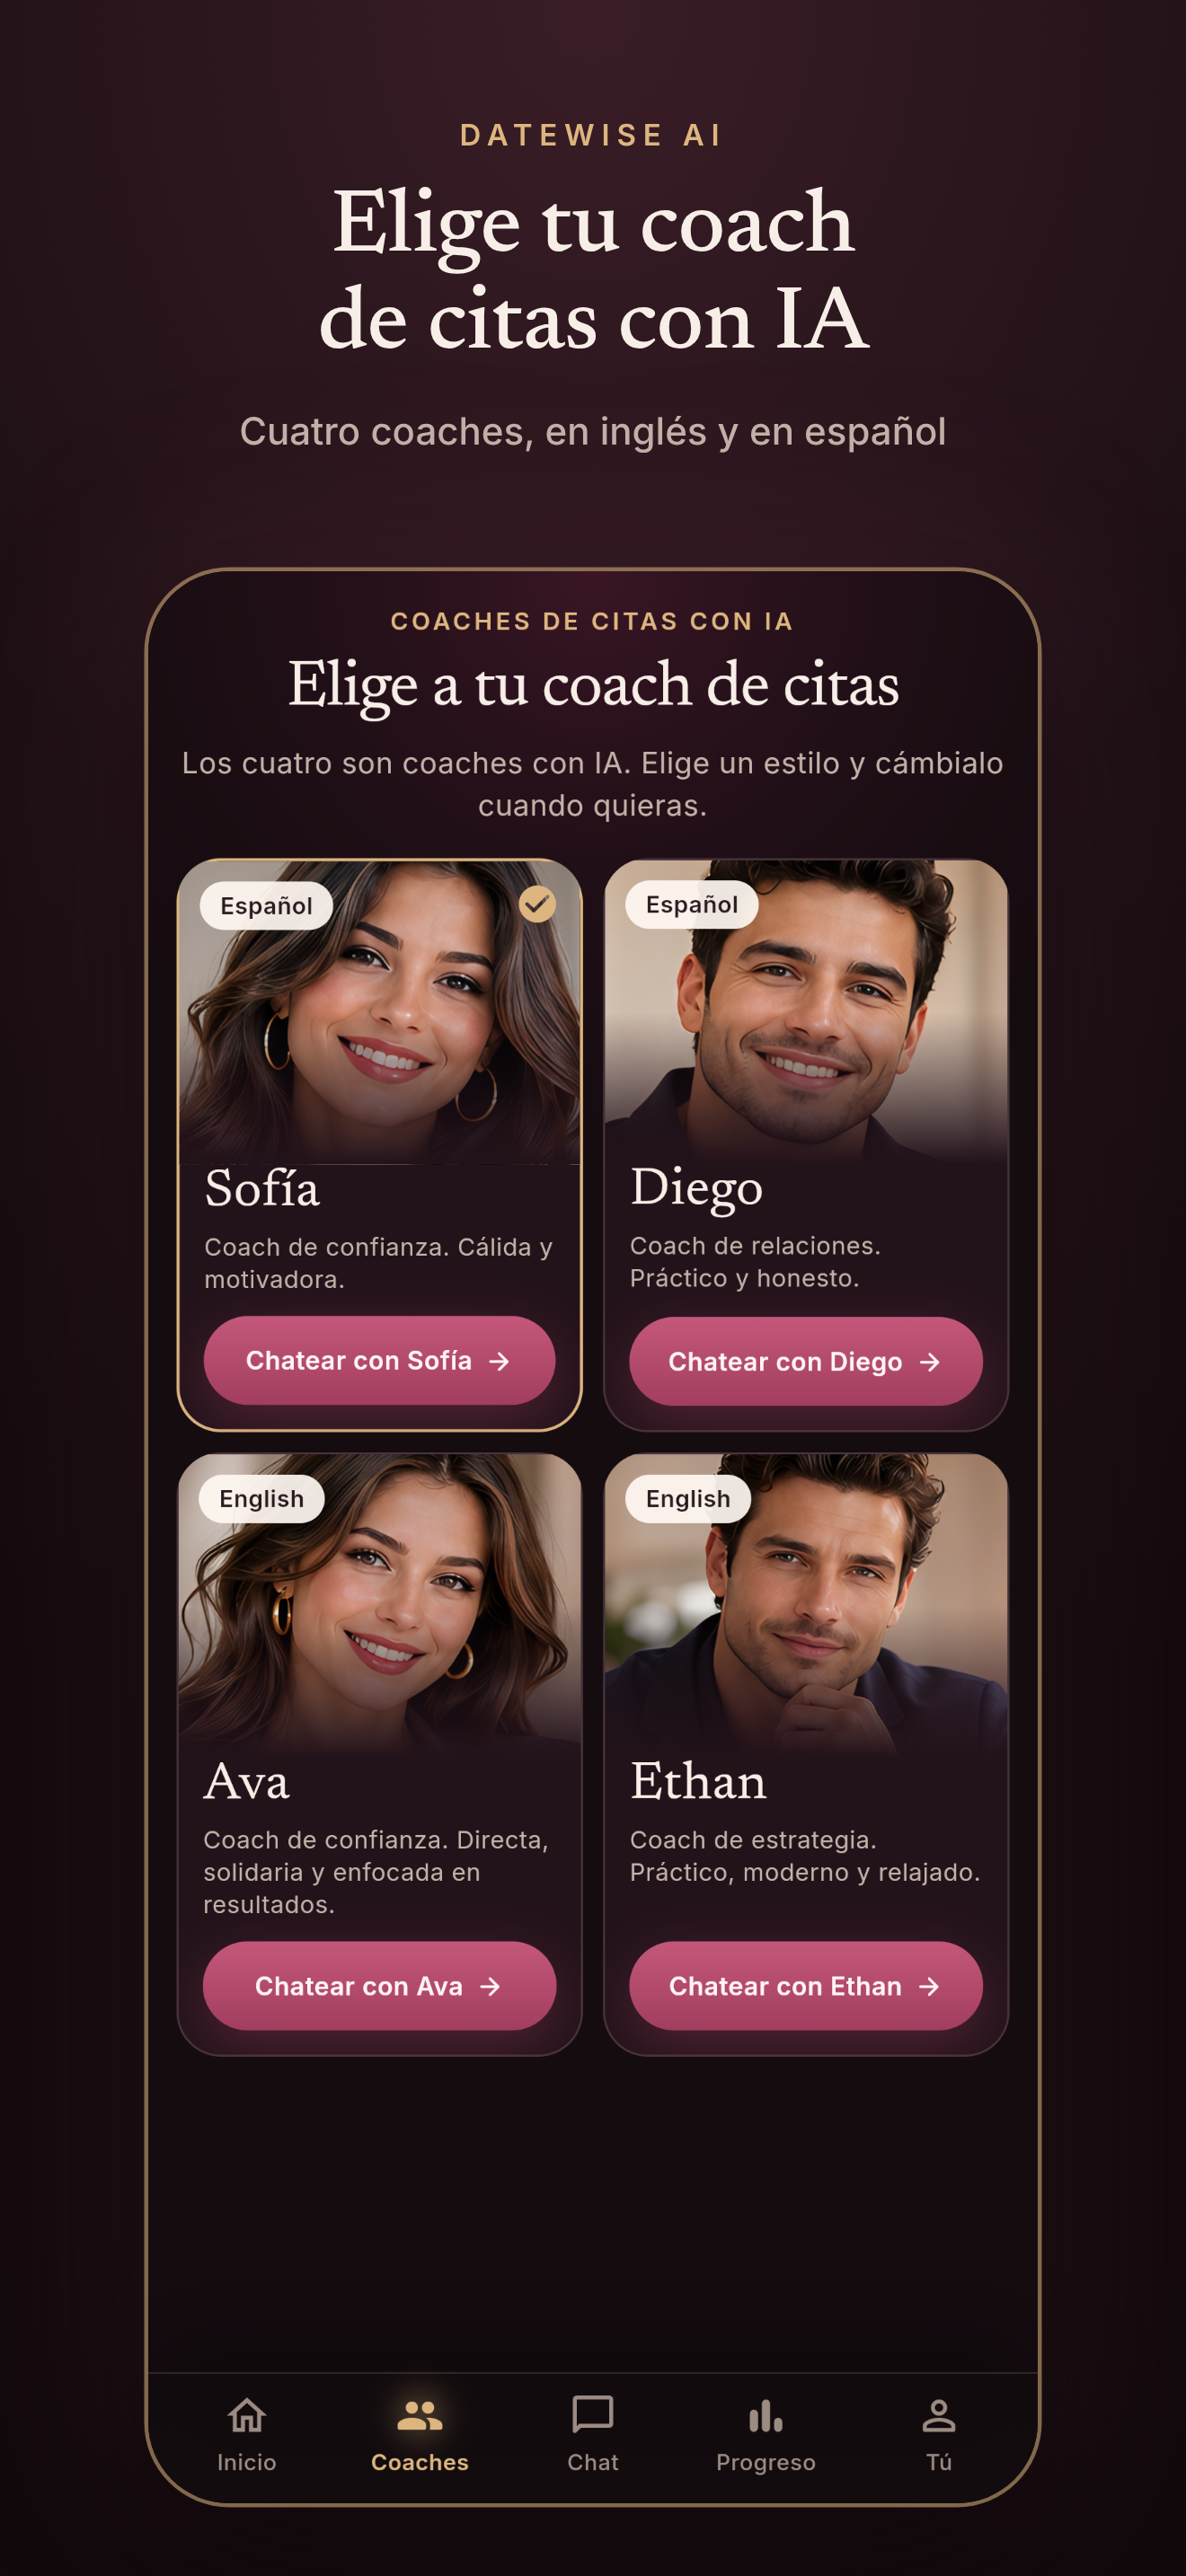 DATEWISE AI
Elige tu coach
de citas con IA
Cuatro coaches, en inglés y en español
COACHES DE CITAS CON IA
Elige a tu coach de citas
Los cuatro son coaches con IA. Elige un estilo y cámbialo
cuando quieras.
Español
Sofía
Coach de confianza. Cálida y
motivadora.
Chatear con Sofía →
Español
Diego
Coach de relaciones.
Práctico y honesto.
Chatear con Diego →
English
Ava
Coach de confianza. Directa,
solidaria y enfocada en
resultados.
Chatear con Ava →
English
Ethan
Coach de estrategia.
Práctico, moderno y relajado.
Chatear con Ethan →
Inicio
Coaches
Chat
Progreso
Tú